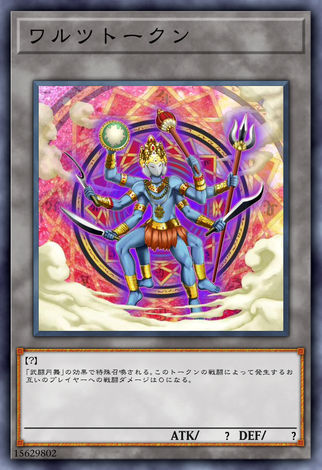 ワルツトークン
【?】
「武闘円舞」の効果で特殊召喚される。このトークンの戦闘によって発生するお
互いのプレイヤーへの戦闘ダメージは0になる。
ATK/ ? DEF/ ?
15629802